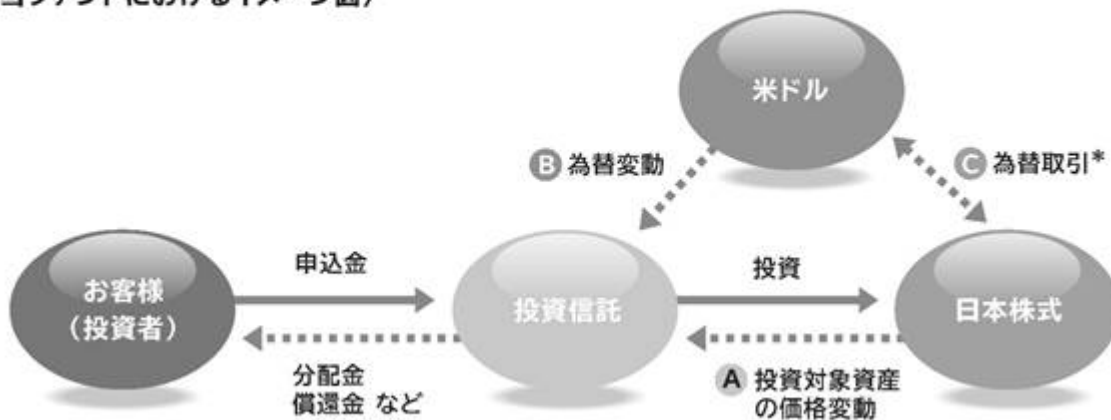 米ドル
B 為替変動
C 為替取引*
お客様
（投資者）
申込金
投資信託
投資
日本株式
分配金
償還金 など
A 投資対象資産
の価格変動